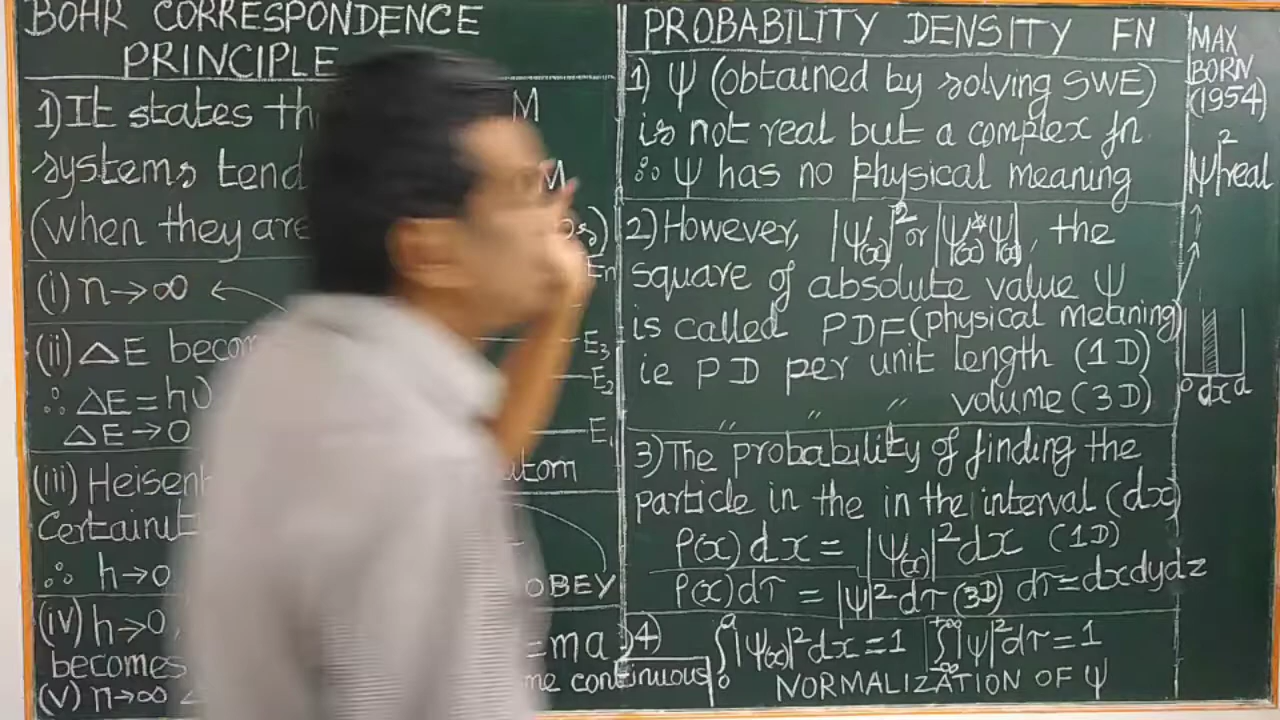 BOHR CORRESPONDENCE
PRINCIPLE
1) It states th
M
systems tend
M
(when they are
(i) n→∞ ←
En
(ii) △E becom
E3
∴ △E = hυ
E2
△E→0
E1
(iii) Heisen
atom
Certainit
∴ h→0
OBEY
(iv) h→0,
=ma
becomes
me continuous
(v) n→∞
PROBABILITY DENSITY FN
1) Ψ (obtained by solving SWE)
is not real but a complex fn
∴ Ψ has no physical meaning
2) However, |Ψ(x)|² or |Ψ*(x) Ψ(x)|, the
square of absolute value Ψ
is called PDF (physical meaning)
ie PD per unit length (1D)
" " " volume (3D)
3) The probability of finding the
particle in the in the interval (dx)
P(x) dx = |Ψ(x)|² dx (1D)
P(x) dτ = |Ψ|² dτ (3D) dτ = dxdydz
4) ∫₀ᵃ |Ψ(x)|² dx = 1 ∫₋∞⁺∞ |Ψ|² dτ = 1
NORMALIZATION OF Ψ
MAX
BORN
(1954)
|Ψ|² real
0 dx a